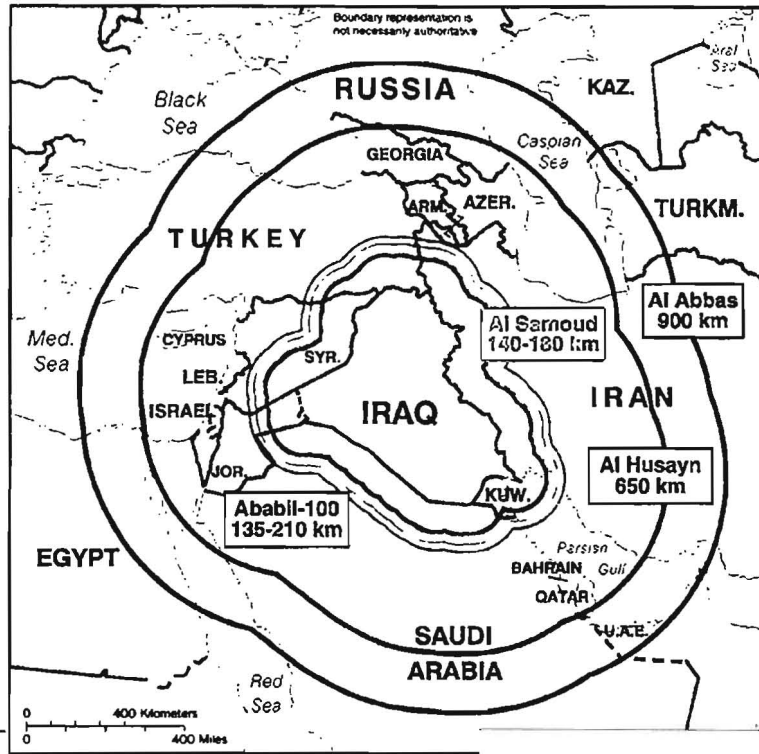 Boundary representation is
not necessarily authoritative
Aral
Sea
RUSSIA
KAZ.
Black
Sea
Caspian
Sea
GEORGIA
ARM.
AZER.
TURKM.
TURKEY
Al Abbas
900 km
Al Samoud
140-180 km
Med.
Sea
CYPRUS
SYR.
LEB.
ISRAEL
IRAQ
IRAN
Al Husayn
650 km
JOR.
KUW.
Ababil-100
135-210 km
EGYPT
Persian
Gulf
BAHRAIN
QATAR
U.A.E.
SAUDI
ARABIA
Red
Sea
0 400 Kilometers
0 400 Miles